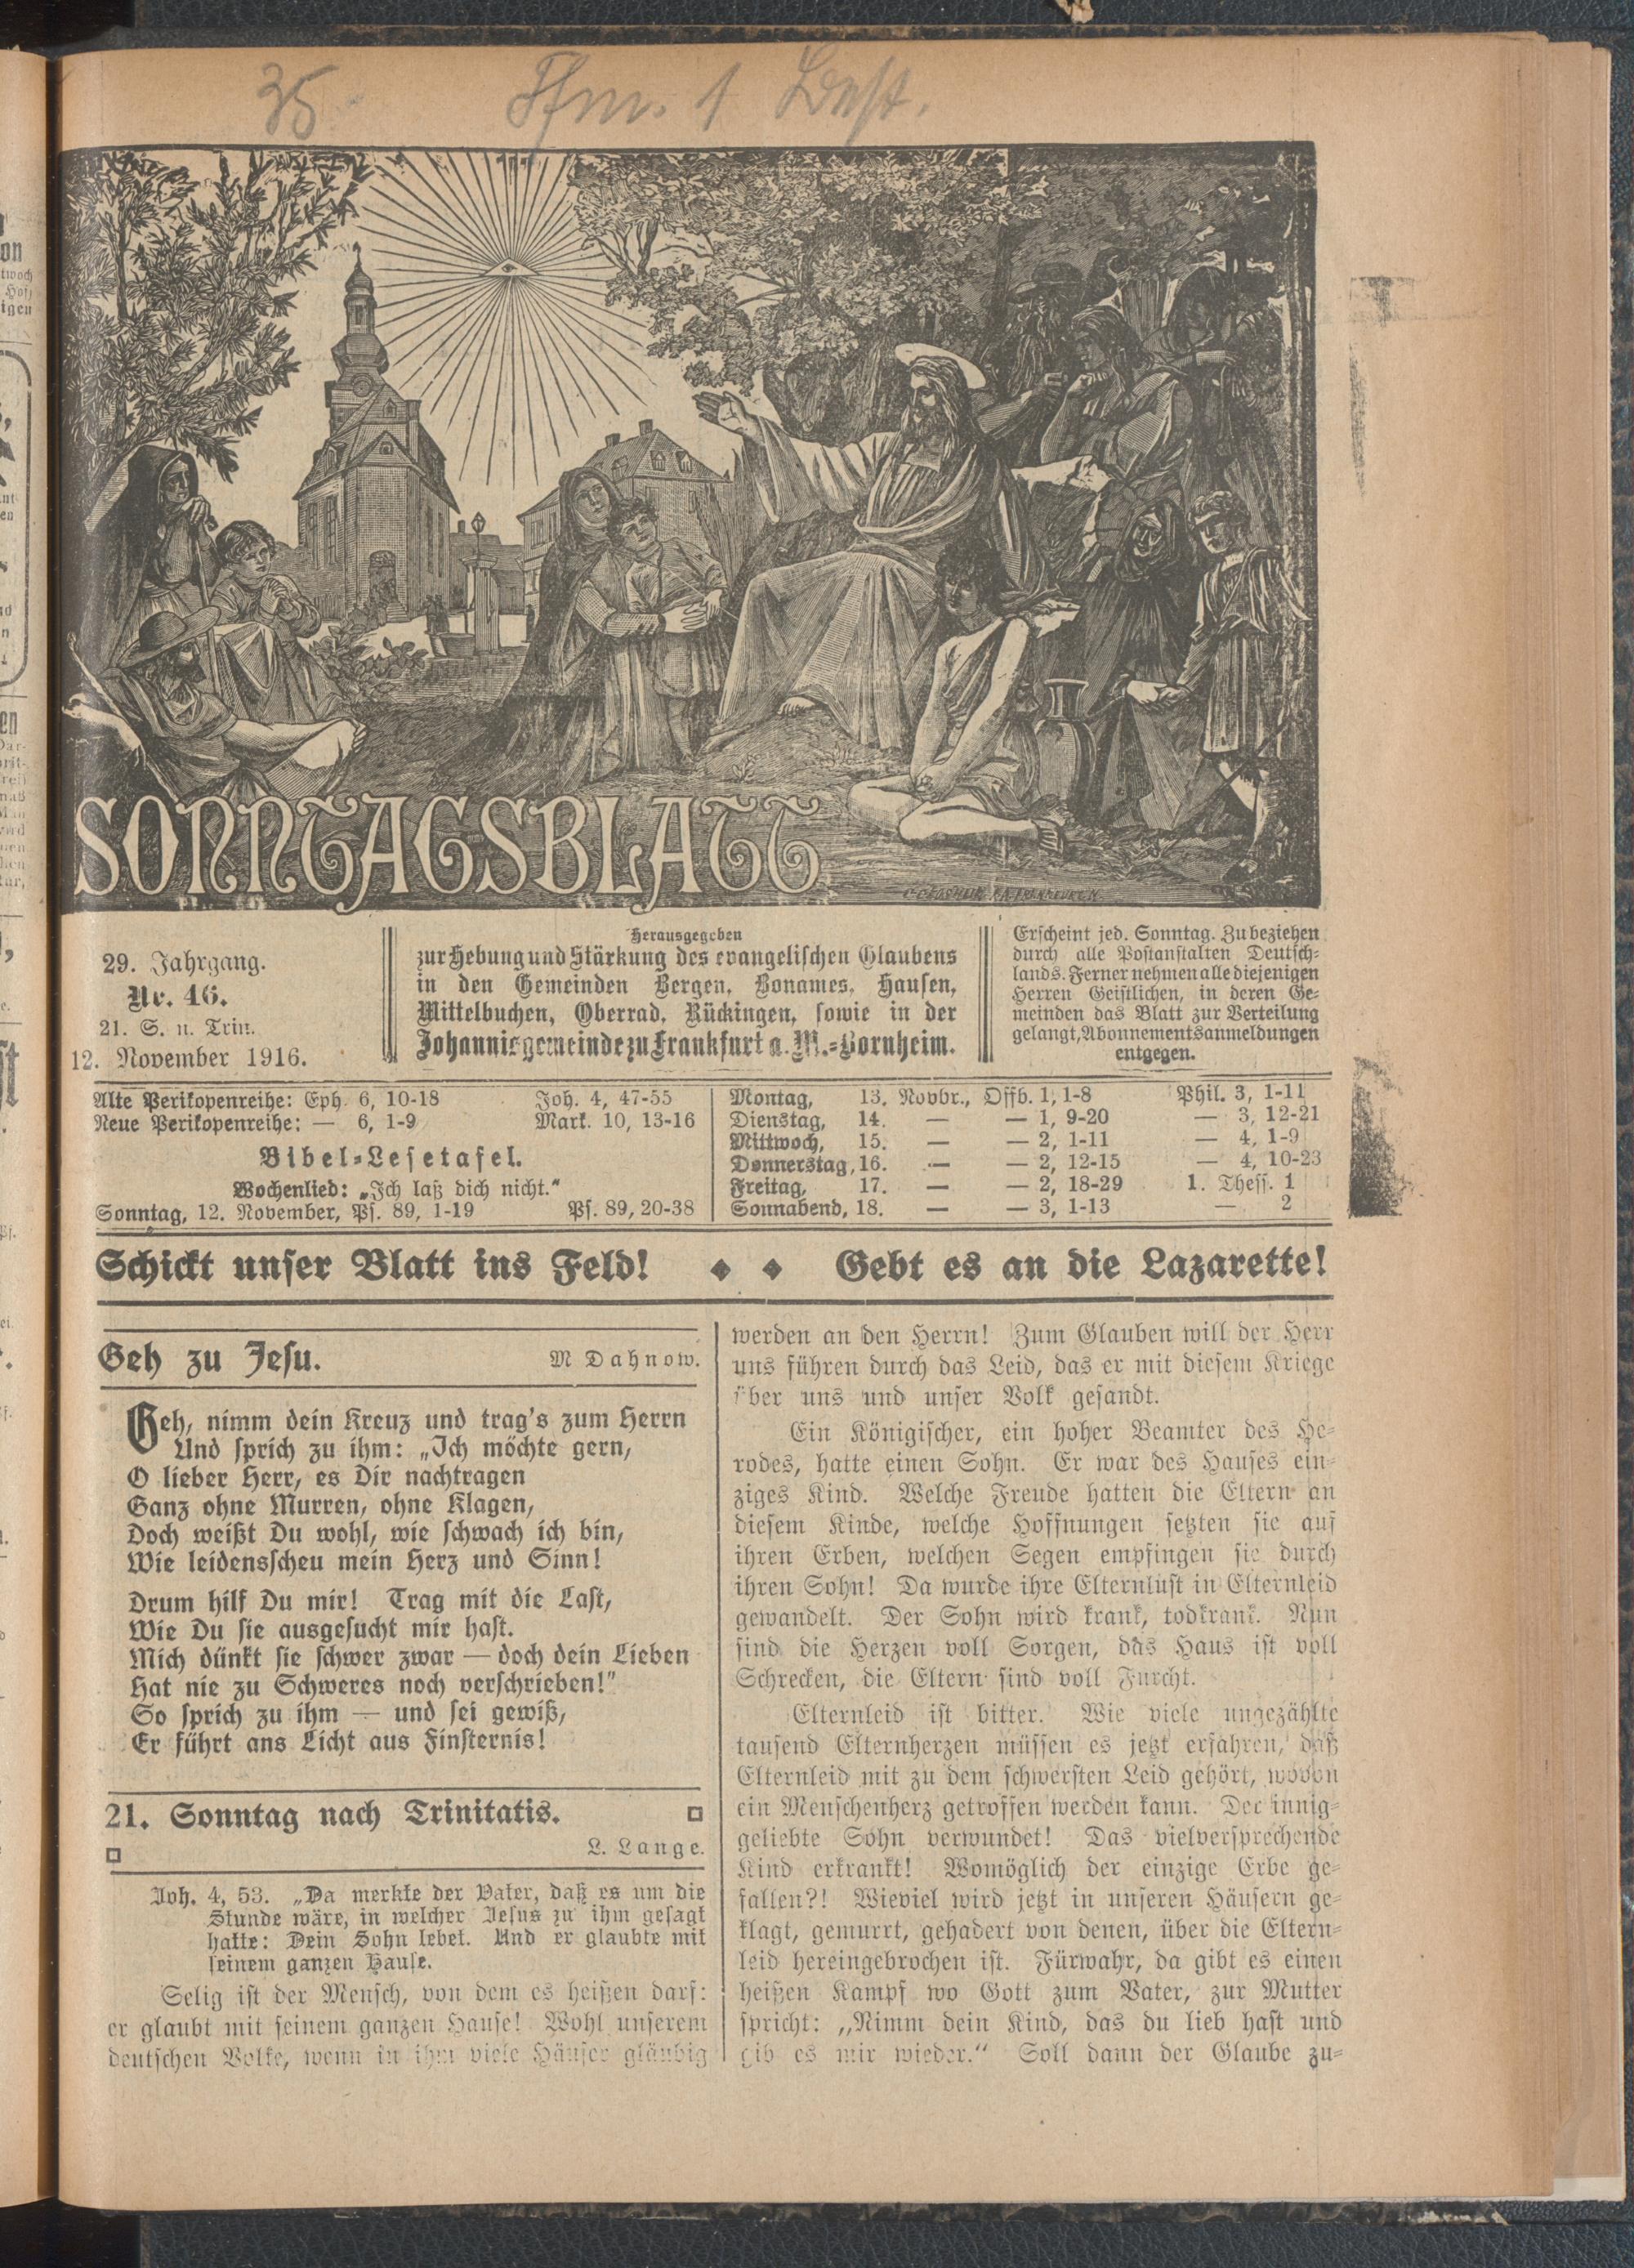 35
Ffm. 1
SONNTAGSBLATT
29. Jahrgang.
Nr. 46.
21. S. n. Trin.
12. November 1916.
Herausgegeben
zur Hebung und Stärkung des evangelischen Glaubens
in den Gemeinden Bergen, Bonames, Hausen,
Mittelbuchen, Oberrad, Rückingen, sowie in der
Johannisgemeinde zu Frankfurt a. M.-Bornheim.
Erscheint jed. Sonntag. Zu beziehen
durch alle Postanstalten Deutsch-
lands. Ferner nehmen alle diejenigen
Herren Geistlichen, in deren Ge-
meinden das Blatt zur Verteilung
gelangt, Abonnementsanmeldungen
entgegen.
Alte Perikopenreihe: Eph. 6, 10-18 Joh. 4, 47-55
Neue Perikopenreihe: — 6, 1-9 Mark. 10, 13-16
Bibel-Lesetafel.
Wochenlied: „Ich laß dich nicht.“
Sonntag, 12. November, Ps. 89, 1-19 Ps. 89, 20-38
Montag, 13. Novbr., Offb. 1, 1-8 Phil. 3, 1-11
Dienstag, 14. — — 1, 9-20 — 3, 12-21
Mittwoch, 15. — — 2, 1-11 — 4, 1-9
Donnerstag, 16. — — 2, 12-15 — 4, 10-23
Freitag, 17. — — 2, 18-29 1. Thess. 1
Sonnabend, 18. — — 3, 1-13 — 2
Schickt unser Blatt ins Feld! ◆ ◆ Gebt es an die Lazarette!
Geh zu Jesu. M Dahnow.
Geh, nimm dein Kreuz und trag's zum Herrn
Und sprich zu ihm: „Ich möchte gern,
O lieber Herr, es Dir nachtragen
Ganz ohne Murren, ohne Klagen,
Doch weißt Du wohl, wie schwach ich bin,
Wie leidensscheu mein Herz und Sinn!
Drum hilf Du mir! Trag mit die Last,
Wie Du sie ausgesucht mir hast.
Mich dünkt sie schwer zwar — doch dein Lieben
Hat nie zu Schweres noch verschrieben!“
So sprich zu ihm — und sei gewiß,
Er führt ans Licht aus Finsternis!
21. Sonntag nach Trinitatis.
L. Lange.
Joh. 4, 53. „Da merkte der Vater, daß es um die
Stunde wäre, in welcher Jesus zu ihm gesagt
hatte: Dein Sohn lebet. Und er glaubte mit
seinem ganzen Hause.
Selig ist der Mensch, von dem es heißen darf:
er glaubt mit seinem ganzen Hause! Wohl unserem
deutschen Volke, wenn in ihm viele Häuser gläubig
werden an den Herrn! Zum Glauben will der Herr
uns führen durch das Leid, das er mit diesem Kriege
über uns und unser Volk gesandt.
Ein Königischer, ein hoher Beamter des He-
rodes, hatte einen Sohn. Er war des Hauses ein-
ziges Kind. Welche Freude hatten die Eltern an
diesem Kinde, welche Hoffnungen setzten sie auf
ihren Erben, welchen Segen empfingen sie durch
ihren Sohn! Da wurde ihre Elternlust in Elternleid
gewandelt. Der Sohn wird krank, todkrank. Nun
sind die Herzen voll Sorgen, das Haus ist voll
Schrecken, die Eltern sind voll Furcht.
Elternleid ist bitter. Wie viele ungezählte
tausend Elternherzen müssen es jetzt erfahren, daß
Elternleid mit zu dem schwersten Leid gehört, wovon
ein Menschenherz getroffen werden kann. Der innig-
geliebte Sohn verwundet! Das vielversprechende
Kind erkrankt! Womöglich der einzige Erbe ge-
fallen?! Wieviel wird jetzt in unseren Häusern ge-
klagt, gemurrt, gehadert von denen, über die Eltern-
leid hereingebrochen ist. Fürwahr, da gibt es einen
heißen Kampf wo Gott zum Vater, zur Mutter
spricht: „Nimm dein Kind, das du lieb hast und
gib es mir wieder.“ Soll dann der Glaube zu-